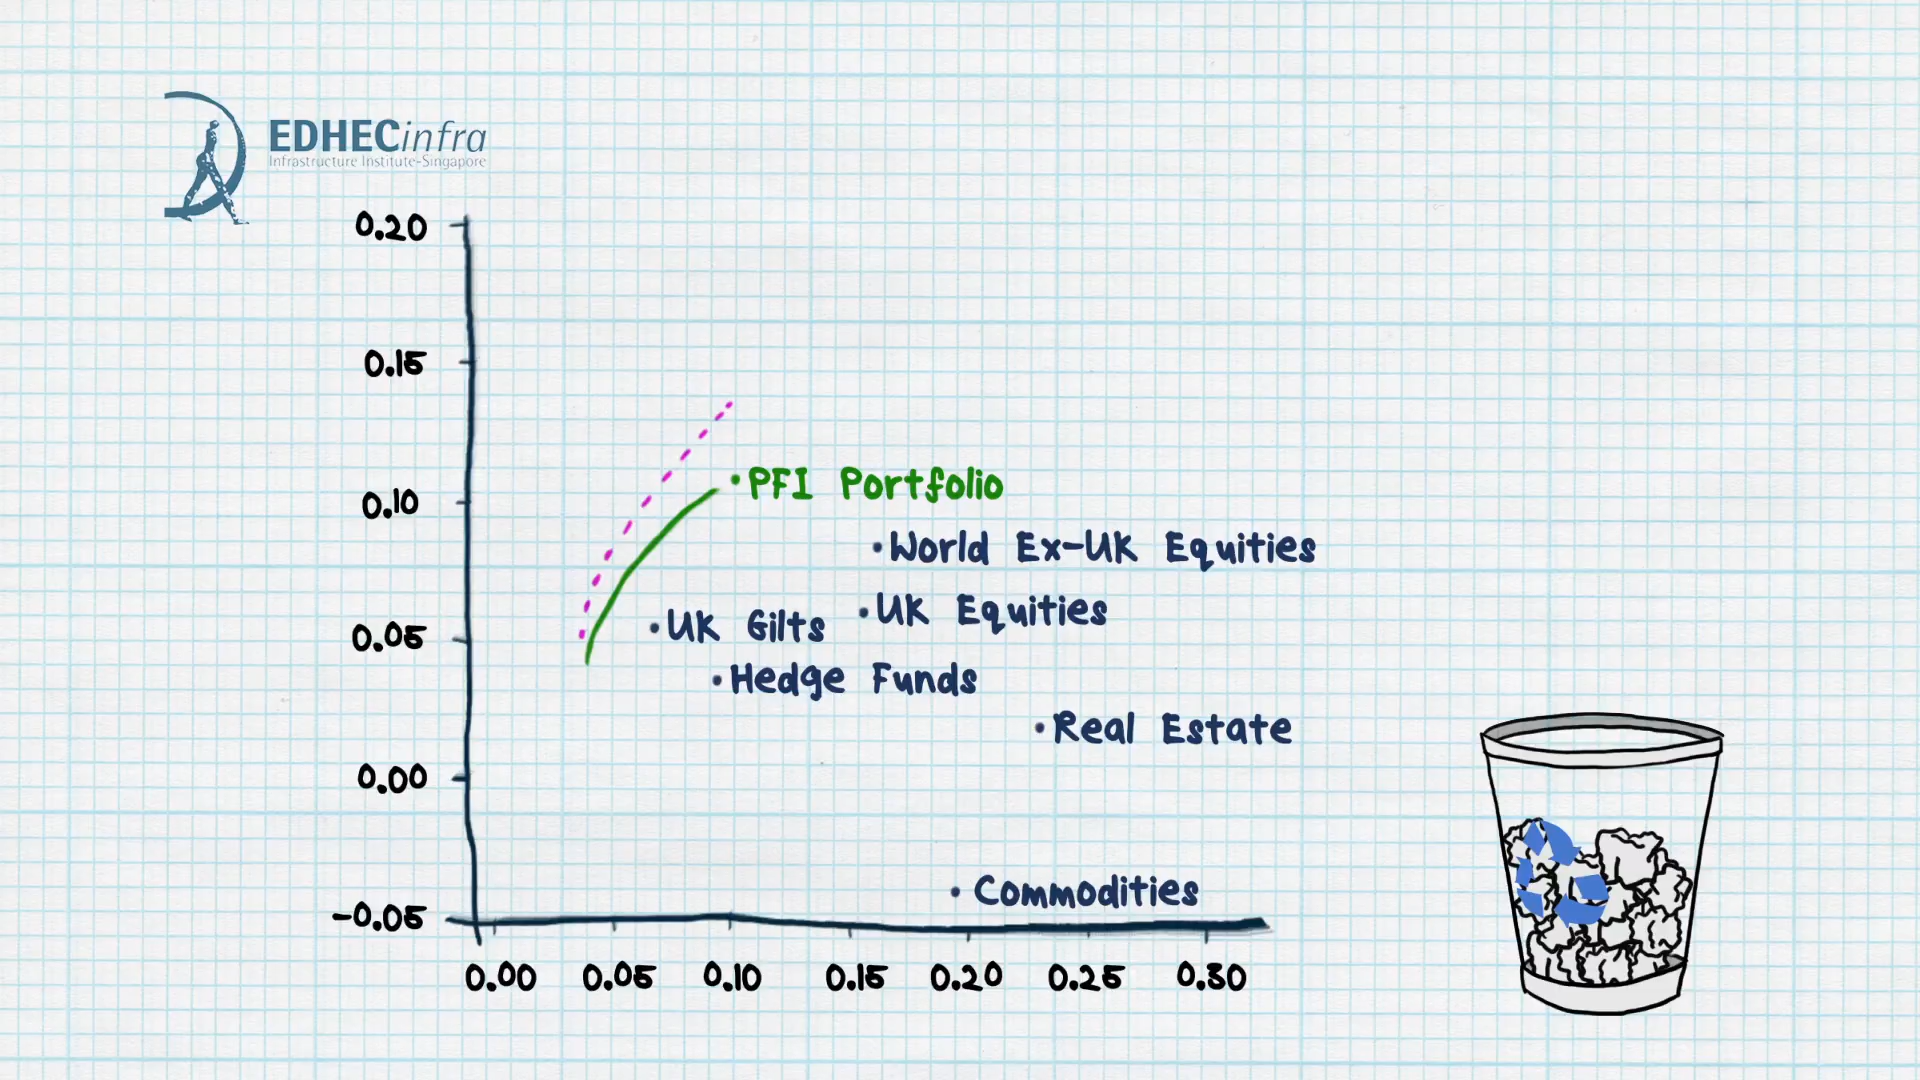 EDHECinfra
Infrastructure Institute-Singapore
0.20
0.15
0.10
0.05
0.00
-0.05
PFI Portfolio
World Ex-UK Equities
UK Equities
UK Gilts
Hedge Funds
Real Estate
Commodities
0.00 0.05 0.10 0.15 0.20 0.25 0.30